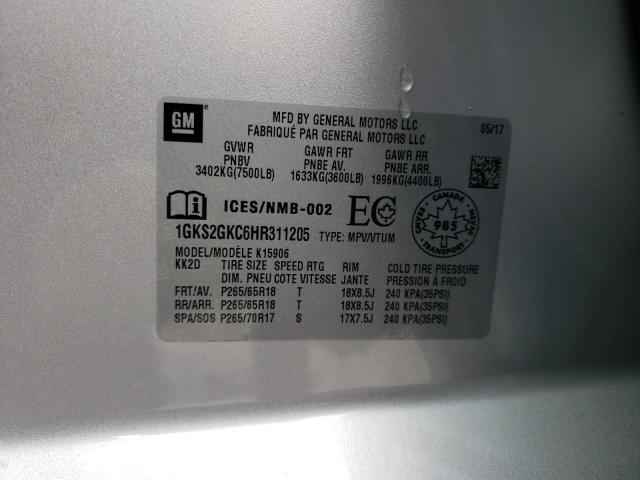 GM
MFD BY GENERAL MOTORS LLC
FABRIQUÉ PAR GENERAL MOTORS LLC
05/17
GVWR GAWR FRT GAWR RR
PNBV PNBE AV. PNBE ARR.
3402KG(7500LB) 1633KG(3600LB) 1996KG(4400LB)
ICES/NMB-002 EC
CANADA
985
TRANSPORT
1GKS2GKC6HR311205 TYPE: MPV/VTUM
MODEL/MODÈLE K15906
KK2D TIRE SIZE SPEED RTG RIM COLD TIRE PRESSURE
DIM. PNEU COTE VITESSE JANTE PRESSION À FROID
FRT/AV. P265/65R18 T 18X8.5J 240 KPA(35PSI)
RR/ARR. P265/65R18 T 18X8.5J 240 KPA(35PSI)
SPA/SOS P265/70R17 S 17X7.5J 240 KPA(35PSI)